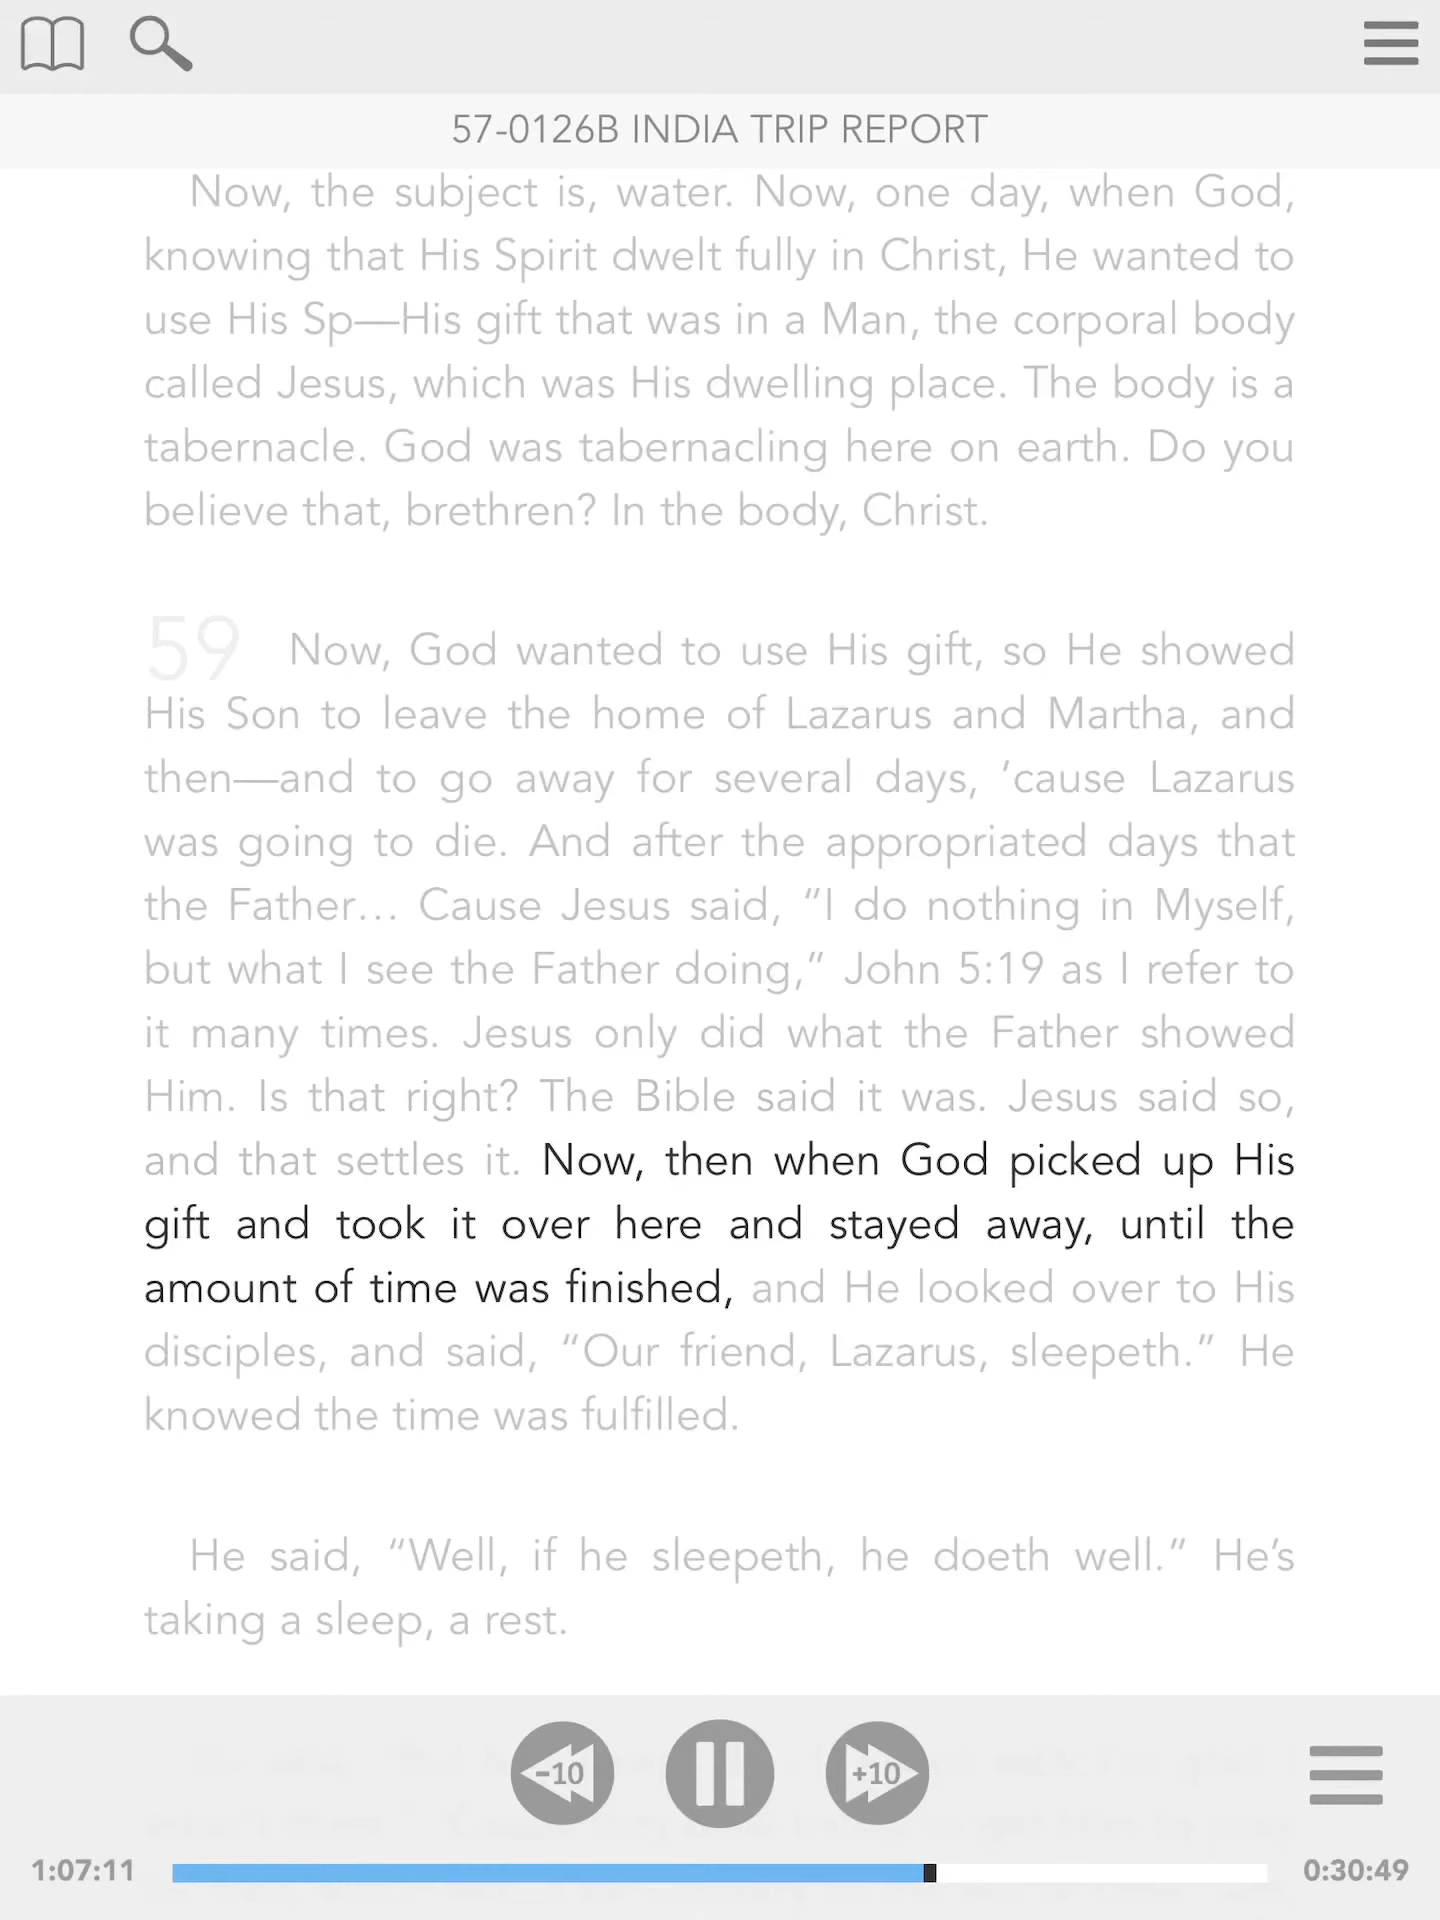 57-0126B INDIA TRIP REPORT
Now, the subject is, water. Now, one day, when God,
knowing that His Spirit dwelt fully in Christ, He wanted to
use His Sp—His gift that was in a Man, the corporal body
called Jesus, which was His dwelling place. The body is a
tabernacle. God was tabernacling here on earth. Do you
believe that, brethren? In the body, Christ.
59 Now, God wanted to use His gift, so He showed
His Son to leave the home of Lazarus and Martha, and
then—and to go away for several days, ’cause Lazarus
was going to die. And after the appropriated days that
the Father… Cause Jesus said, “I do nothing in Myself,
but what I see the Father doing,” John 5:19 as I refer to
it many times. Jesus only did what the Father showed
Him. Is that right? The Bible said it was. Jesus said so,
and that settles it. Now, then when God picked up His
gift and took it over here and stayed away, until the
amount of time was finished, and He looked over to His
disciples, and said, “Our friend, Lazarus, sleepeth.” He
knowed the time was fulfilled.
He said, “Well, if he sleepeth, he doeth well.” He’s
taking a sleep, a rest.
-10 +10
1:07:11 0:30:49